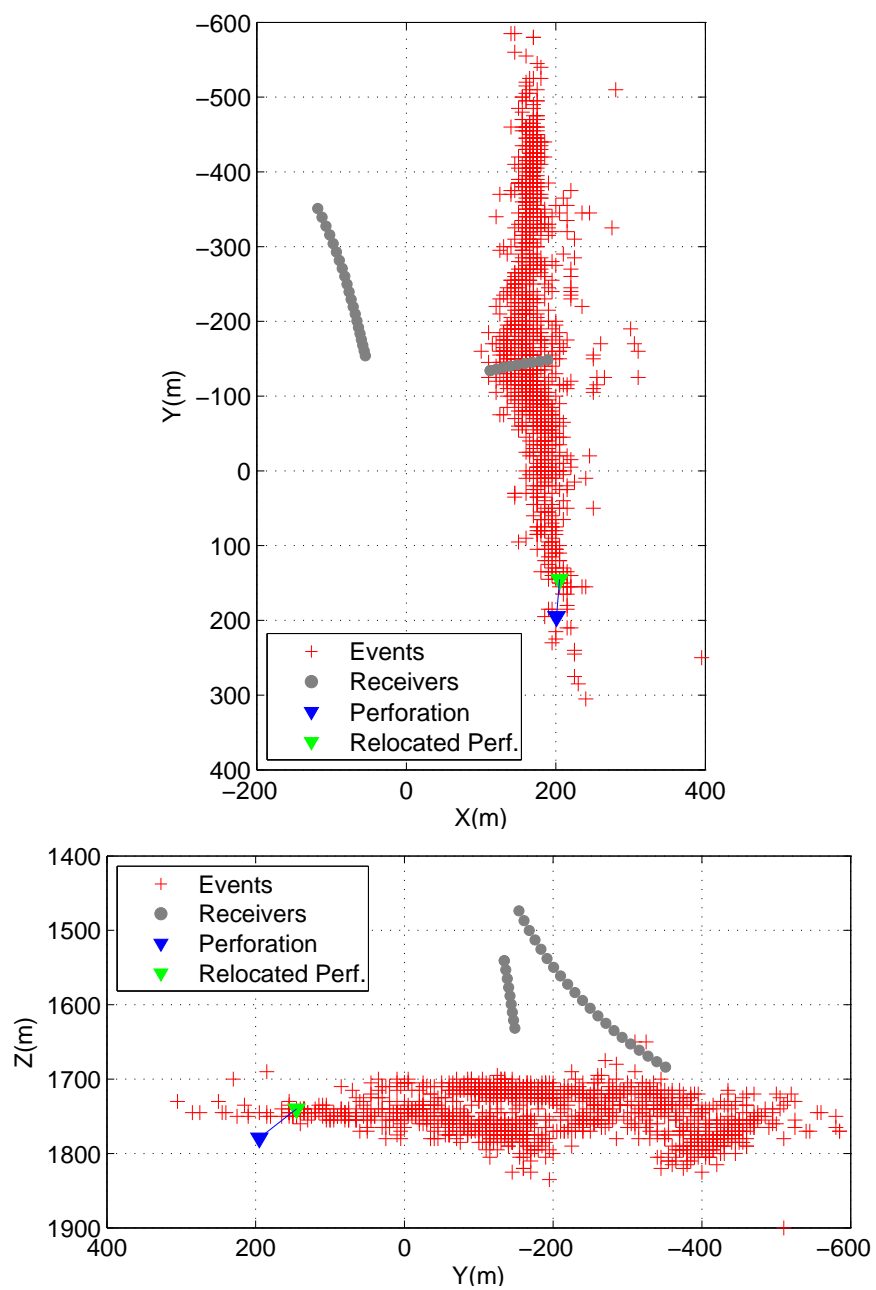 −600
−500
−400
−300
−200
−100
0
100
200
300
400
Y(m)
−200 0 200 400
X(m)
Events
Receivers
Perforation
Relocated Perf.
1400
1500
1600
1700
1800
1900
Z(m)
400 200 0 −200 −400 −600
Y(m)
Events
Receivers
Perforation
Relocated Perf.